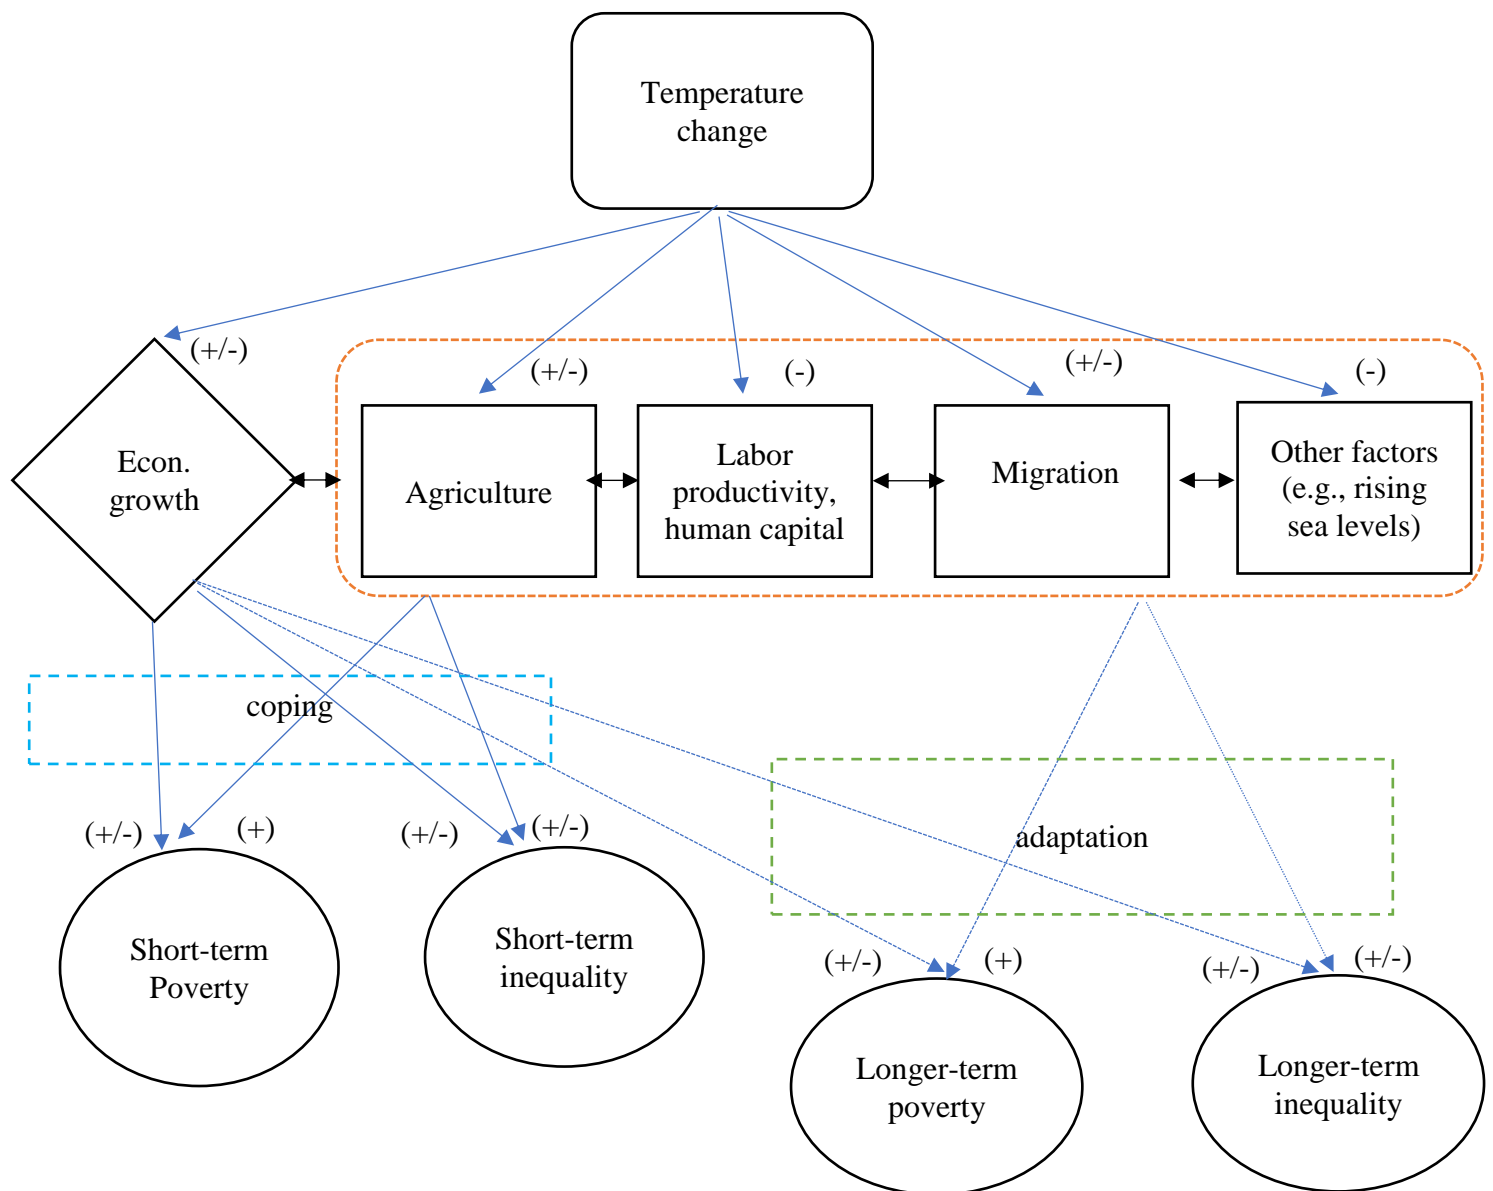 Temperature
change
(+/-)
(+/-)
(-)
(+/-)
(-)
Econ.
growth
Agriculture
Labor
productivity,
human capital
Migration
Other factors
(e.g., rising
sea levels)
coping
adaptation
(+/-)
(+)
(+/-)
(+/-)
Short-term
Poverty
Short-term
inequality
(+/-)
(+)
(+/-)
(+/-)
Longer-term
poverty
Longer-term
inequality